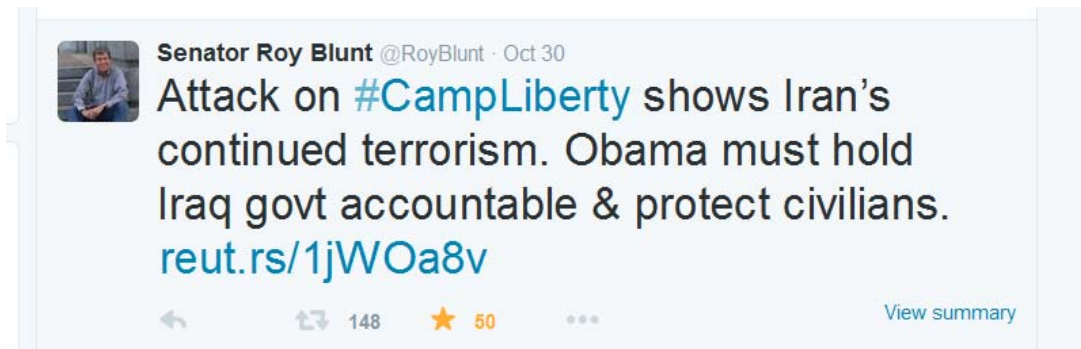 Senator Roy Blunt @RoyBlunt · Oct 30
Attack on #CampLiberty shows Iran's
continued terrorism. Obama must hold
Iraq govt accountable & protect civilians.
reut.rs/1jWOa8v
148 50 View summary